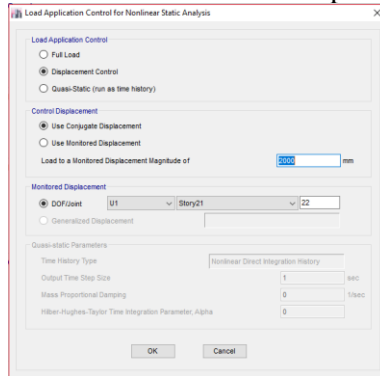 Load Application Control for Nonlinear Static Analysis
Load Application Control
Full Load
Displacement Control
Quasi-Static (run as time history)
Control Displacement
Use Conjugate Displacement
Use Monitored Displacement
Load to a Monitored Displacement Magnitude of 2000 mm
Monitored Displacement
DOF/Joint U1 Story21 22
Generalized Displacement
Quasi-static Parameters
Time History Type Nonlinear Direct Integration History
Output Time Step Size 1 sec
Mass Proportional Damping 0 1/sec
Hilber-Hughes-Taylor Time Integration Parameter, Alpha 0
OK Cancel